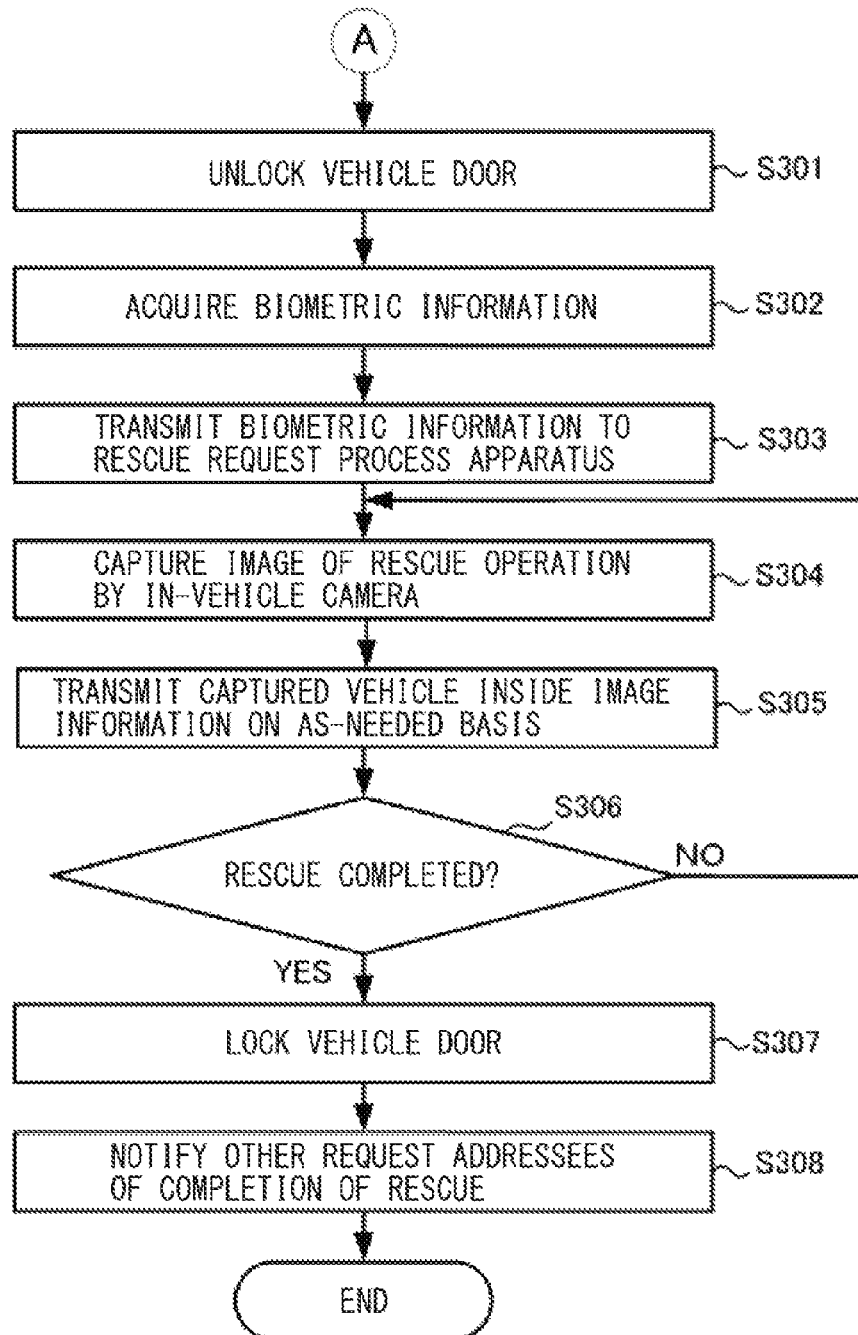 A
UNLOCK VEHICLE DOOR
S301
ACQUIRE BIOMETRIC INFORMATION
S302
TRANSMIT BIOMETRIC INFORMATION TO
RESCUE REQUEST PROCESS APPARATUS
S303
CAPTURE IMAGE OF RESCUE OPERATION
BY IN-VEHICLE CAMERA
S304
TRANSMIT CAPTURED VEHICLE INSIDE IMAGE
INFORMATION ON AS-NEEDED BASIS
S305
S306
RESCUE COMPLETED?
NO
YES
LOCK VEHICLE DOOR
S307
NOTIFY OTHER REQUEST ADDRESSEES
OF COMPLETION OF RESCUE
S308
END